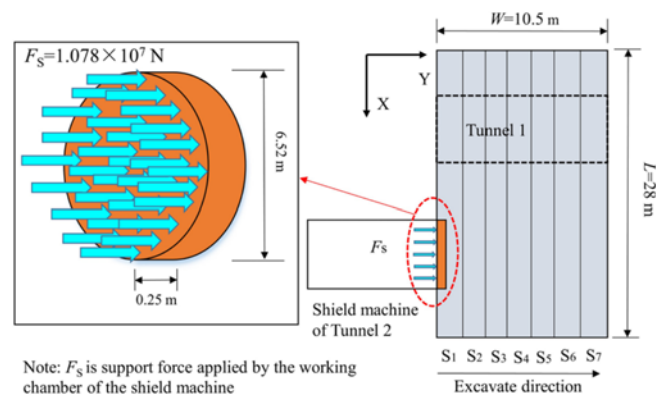 F_S=1.078×10⁷ N
6.52 m
0.25 m
W=10.5 m
Y
X
Tunnel 1
L=28 m
F_S
Shield machine
of Tunnel 2
S₁ S₂ S₃ S₄ S₅ S₆ S₇
Excavate direction
Note: F_S is support force applied by the working
chamber of the shield machine